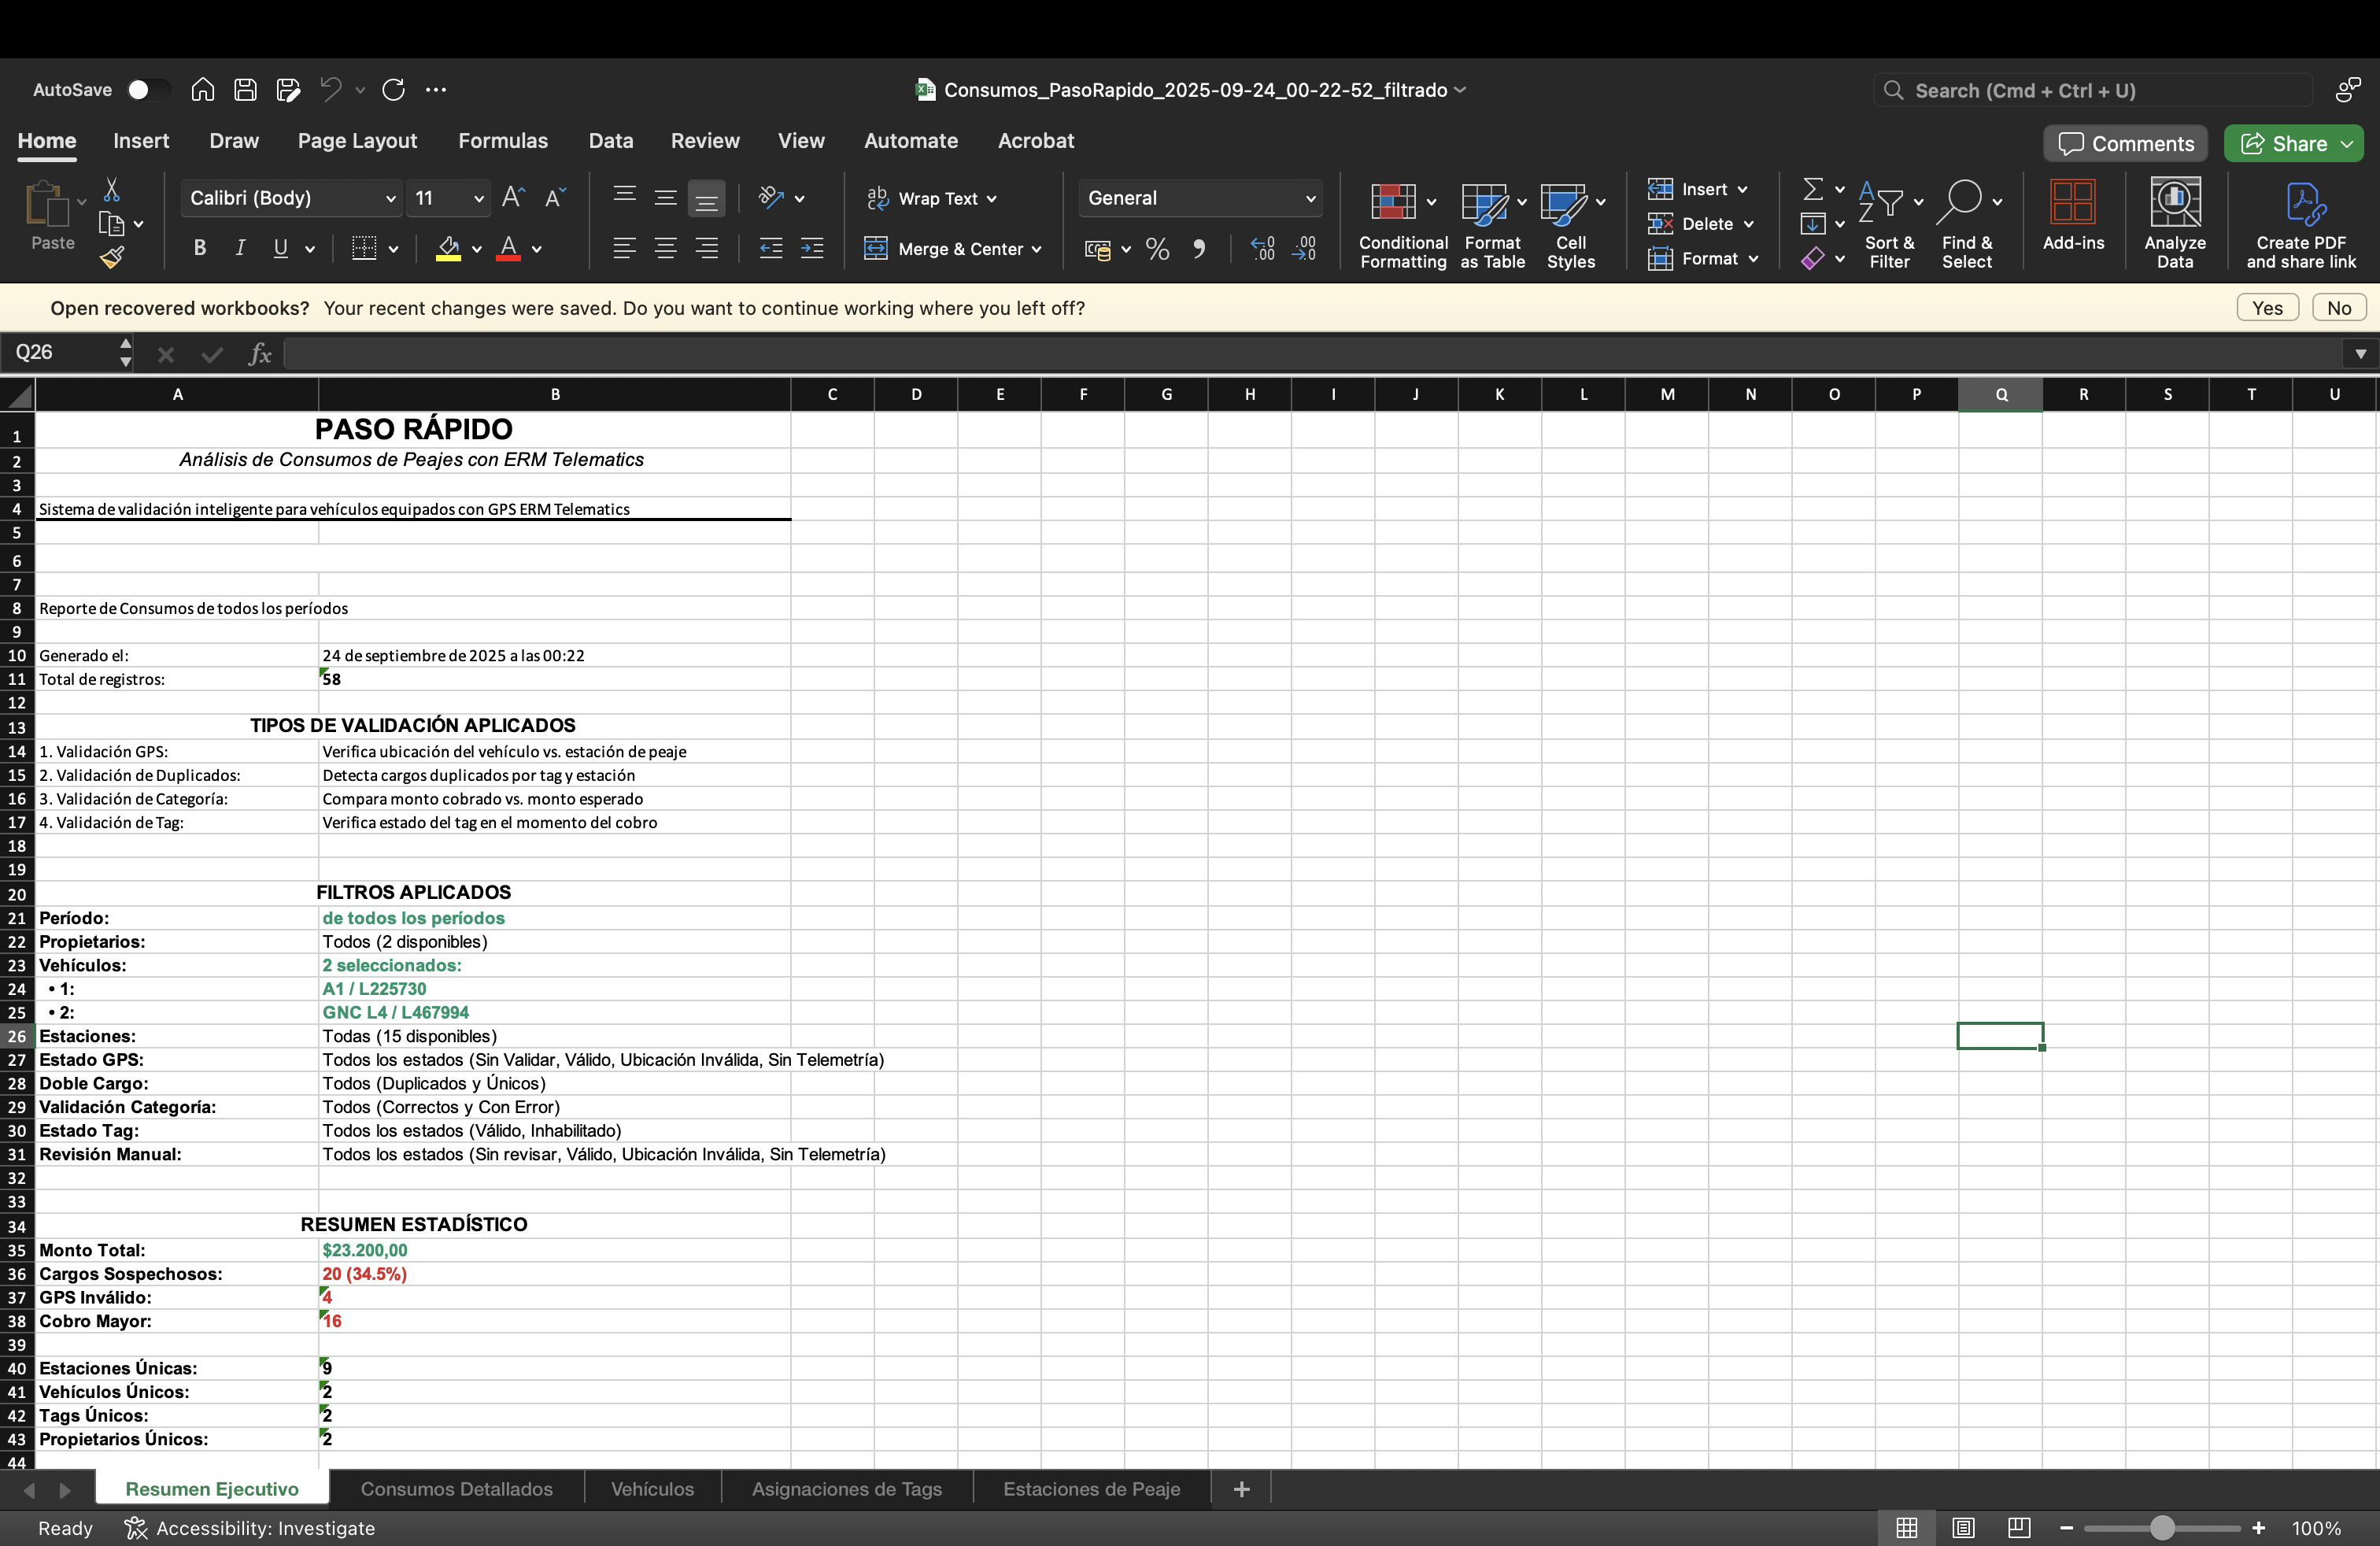 AutoSave
Consumos_PasoRapido_2025-09-24_00-22-52_filtrado
Search (Cmd + Ctrl + U)
Home Insert Draw Page Layout Formulas Data Review View Automate Acrobat
Comments Share
Paste
Calibri (Body) 11
B I U
Wrap Text
Merge & Center
General
Conditional Formatting
Format as Table
Cell Styles
Insert
Delete
Format
Sort & Filter
Find & Select
Add-ins
Analyze Data
Create PDF and share link
Open recovered workbooks? Your recent changes were saved. Do you want to continue working where you left off? Yes No
Q26 fx
A B C D E F G H I J K L M N O P Q R S T U
1 PASO RÁPIDO
2 Análisis de Consumos de Peajes con ERM Telematics
3
4 Sistema de validación inteligente para vehículos equipados con GPS ERM Telematics
5
6
7
8 Reporte de Consumos de todos los períodos
9
10 Generado el: 24 de septiembre de 2025 a las 00:22
11 Total de registros: 58
12
13 TIPOS DE VALIDACIÓN APLICADOS
14 1. Validación GPS: Verifica ubicación del vehículo vs. estación de peaje
15 2. Validación de Duplicados: Detecta cargos duplicados por tag y estación
16 3. Validación de Categoría: Compara monto cobrado vs. monto esperado
17 4. Validación de Tag: Verifica estado del tag en el momento del cobro
18
19
20 FILTROS APLICADOS
21 Período: de todos los períodos
22 Propietarios: Todos (2 disponibles)
23 Vehículos: 2 seleccionados:
24 • 1: A1 / L225730
25 • 2: GNC L4 / L467994
26 Estaciones: Todas (15 disponibles)
27 Estado GPS: Todos los estados (Sin Validar, Válido, Ubicación Inválida, Sin Telemetría)
28 Doble Cargo: Todos (Duplicados y Únicos)
29 Validación Categoría: Todos (Correctos y Con Error)
30 Estado Tag: Todos los estados (Válido, Inhabilitado)
31 Revisión Manual: Todos los estados (Sin revisar, Válido, Ubicación Inválida, Sin Telemetría)
32
33
34 RESUMEN ESTADÍSTICO
35 Monto Total: $23.200,00
36 Cargos Sospechosos: 20 (34.5%)
37 GPS Inválido: 4
38 Cobro Mayor: 16
39
40 Estaciones Únicas: 9
41 Vehículos Únicos: 2
42 Tags Únicos: 2
43 Propietarios Únicos: 2
44
Resumen Ejecutivo Consumos Detallados Vehículos Asignaciones de Tags Estaciones de Peaje +
Ready Accessibility: Investigate 100%